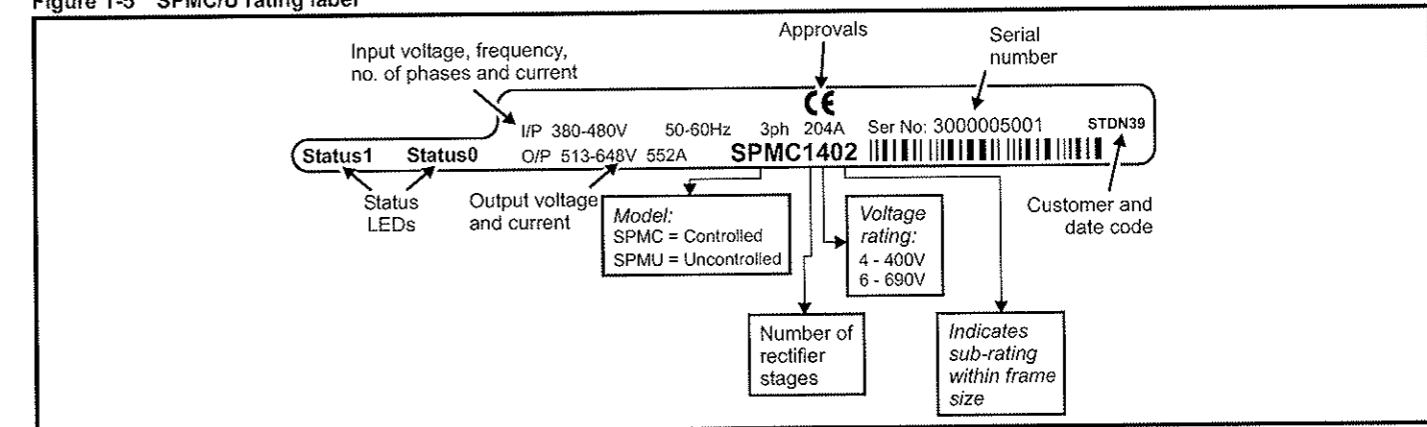 Figure 1-5 SPMC/U rating label
Approvals
Serial
number
Input voltage, frequency,
no. of phases and current
CE
I/P 380-480V 50-60Hz 3ph 204A Ser No: 3000005001 STDN39
Status1 Status0 O/P 513-648V 552A SPMC1402
Status
LEDs
Output voltage
and current
Model:
SPMC = Controlled
SPMU = Uncontrolled
Voltage
rating:
4 - 400V
6 - 690V
Customer and
date code
Number of
rectifier
stages
Indicates
sub-rating
within frame
size